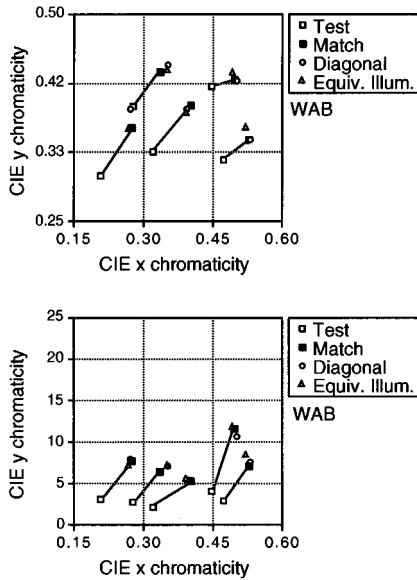 0.50
0.42
0.33
0.25
CIE y chromaticity
0.15 0.30 0.45 0.60
CIE x chromaticity
Test
Match
Diagonal
Equiv. Illum.
WAB
25
20
15
10
5
0
CIE y chromaticity
0.15 0.30 0.45 0.60
CIE x chromaticity
Test
Match
Diagonal
Equiv. Illum.
WAB